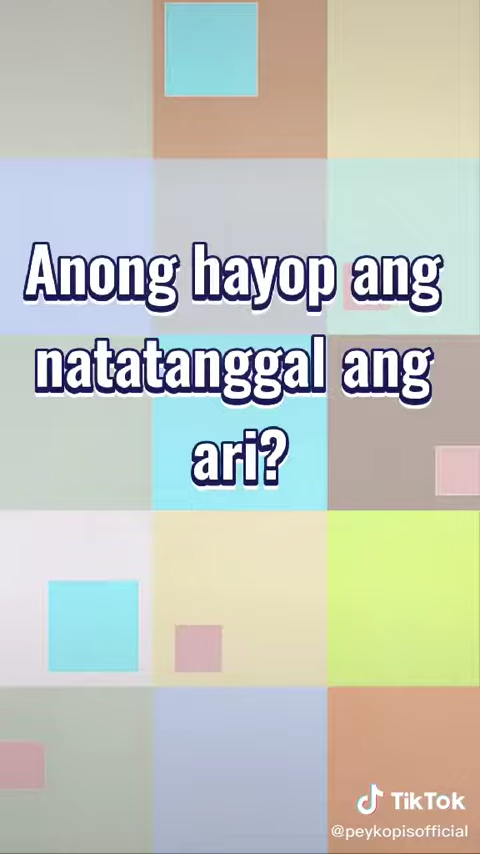 Anong hayop ang
natatanggal ang
ari?
TikTok
@peykopisofficial